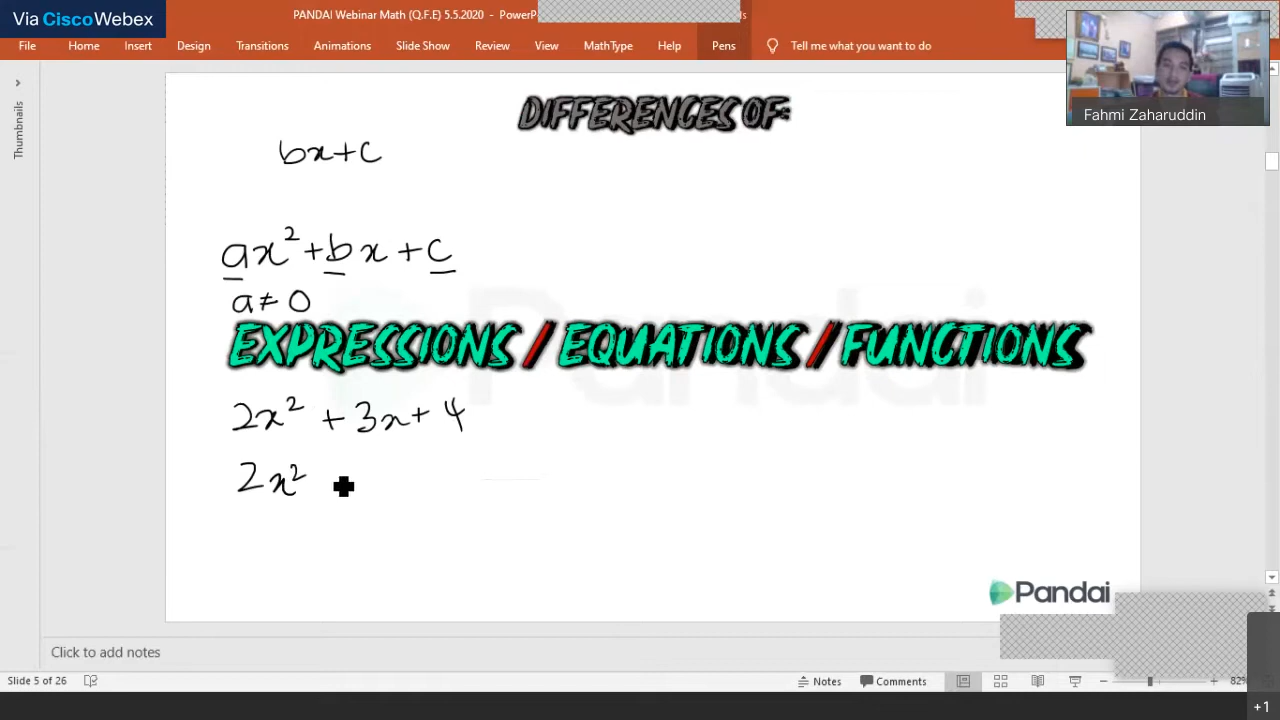 Via Cisco Webex
PANDAI Webinar Math (Q.F.E) 5.5.2020 - PowerP
File Home Insert Design Transitions Animations Slide Show Review View MathType Help Pens Tell me what you want to do
Fahmi Zaharuddin
Thumbnails
DIFFERENCES OF:
bx+c
ax²+bx+c
a≠0
EXPRESSIONS / EQUATIONS / FUNCTIONS
2x² + 3x + 4
2x²
Pandai
Pandai
Click to add notes
Slide 5 of 26 Notes Comments 82%
+1